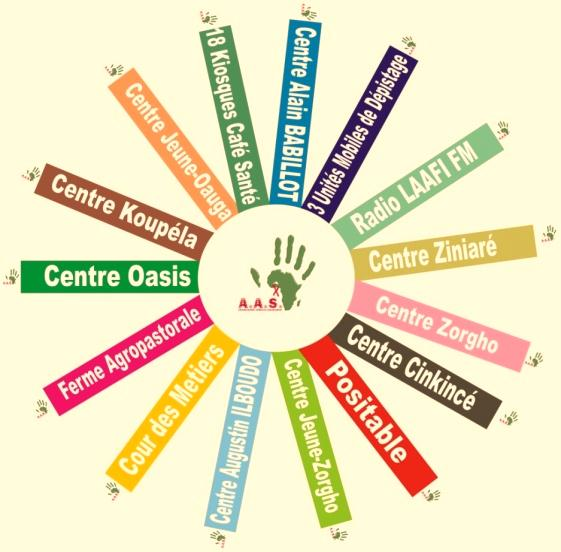 Centre Alain BABILLOT
3 Unités Mobiles de Dépistage
Radio LAAFI FM
Centre Ziniaré
Centre Zorgho
Centre Cinkincé
Positable
Centre Jeune-Zorgho
Centre Augustin ILBOUDO
Cour des Metiers
Ferme Agropastorale
Centre Oasis
Centre Koupéla
Centre Jeune-Oauga
18 Kiosques Café Santé
A.A.S.